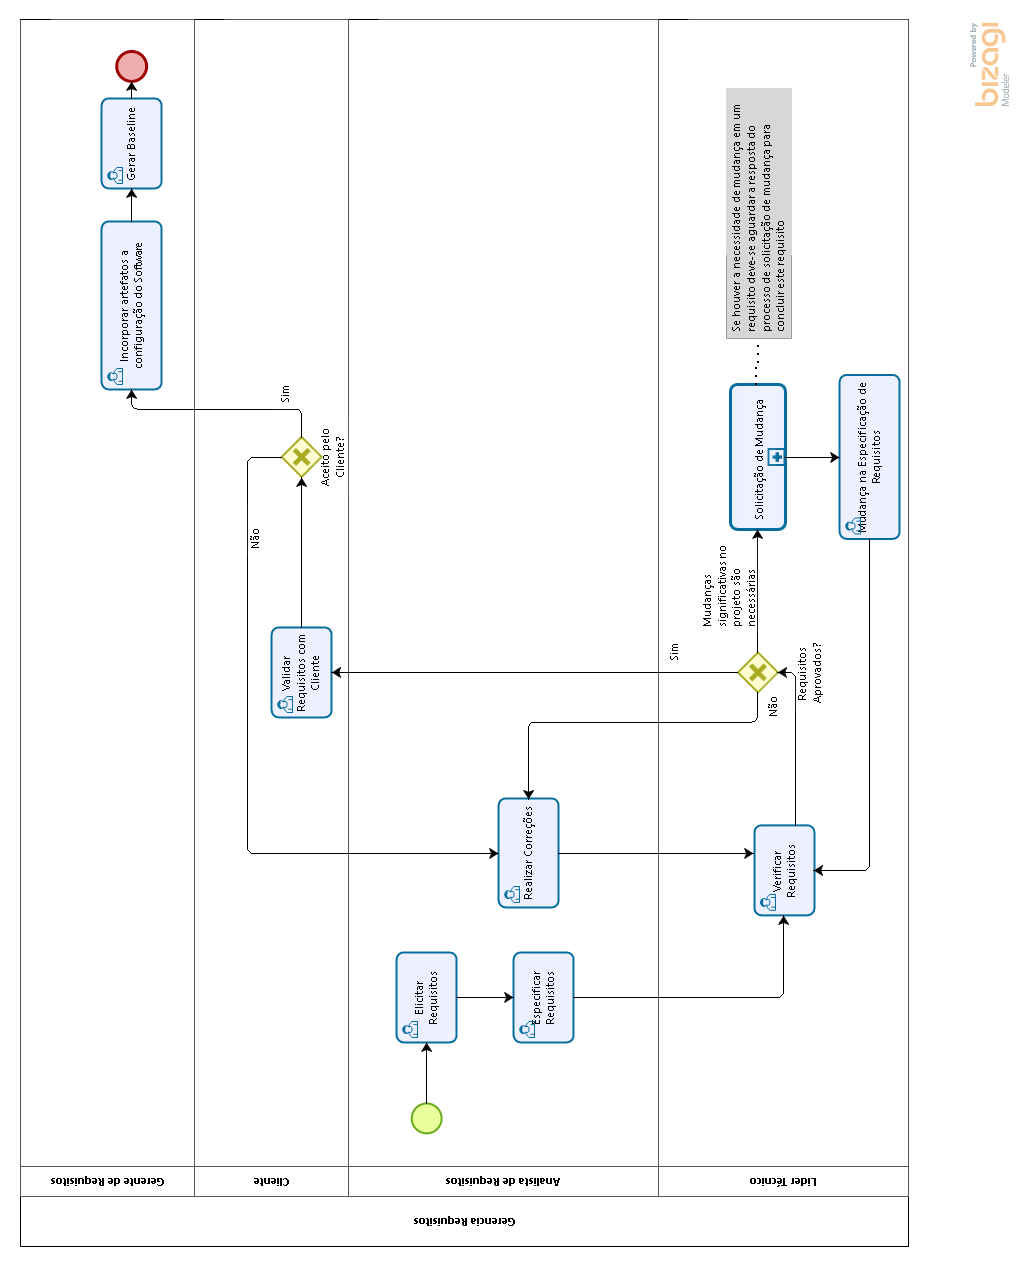 Gerencia Requisitos
Gerente de Requisitos
Cliente
Analista de Requisitos
Lider Técnico
Gerar Baseline
Incorporar artefatos a
configuração do Software
Sim
Aceito pelo
Cliente?
Não
Validar
Requisitos com
Cliente
Elicitar
Requisitos
Especificar
Requisitos
Realizar Correções
Verificar
Requisitos
Requisitos
Aprovados?
Não
Sim
Mudanças
significativas no
projeto são
necessárias
Solicitação de Mudança
Mudança na Especificação de
Requisitos
Se houver a necessidade de mudança em um
requisito deve-se aguardar a resposta do
processo de solicitação de mudança para
concluir este requisito
Powered by
bizagi
Modeler